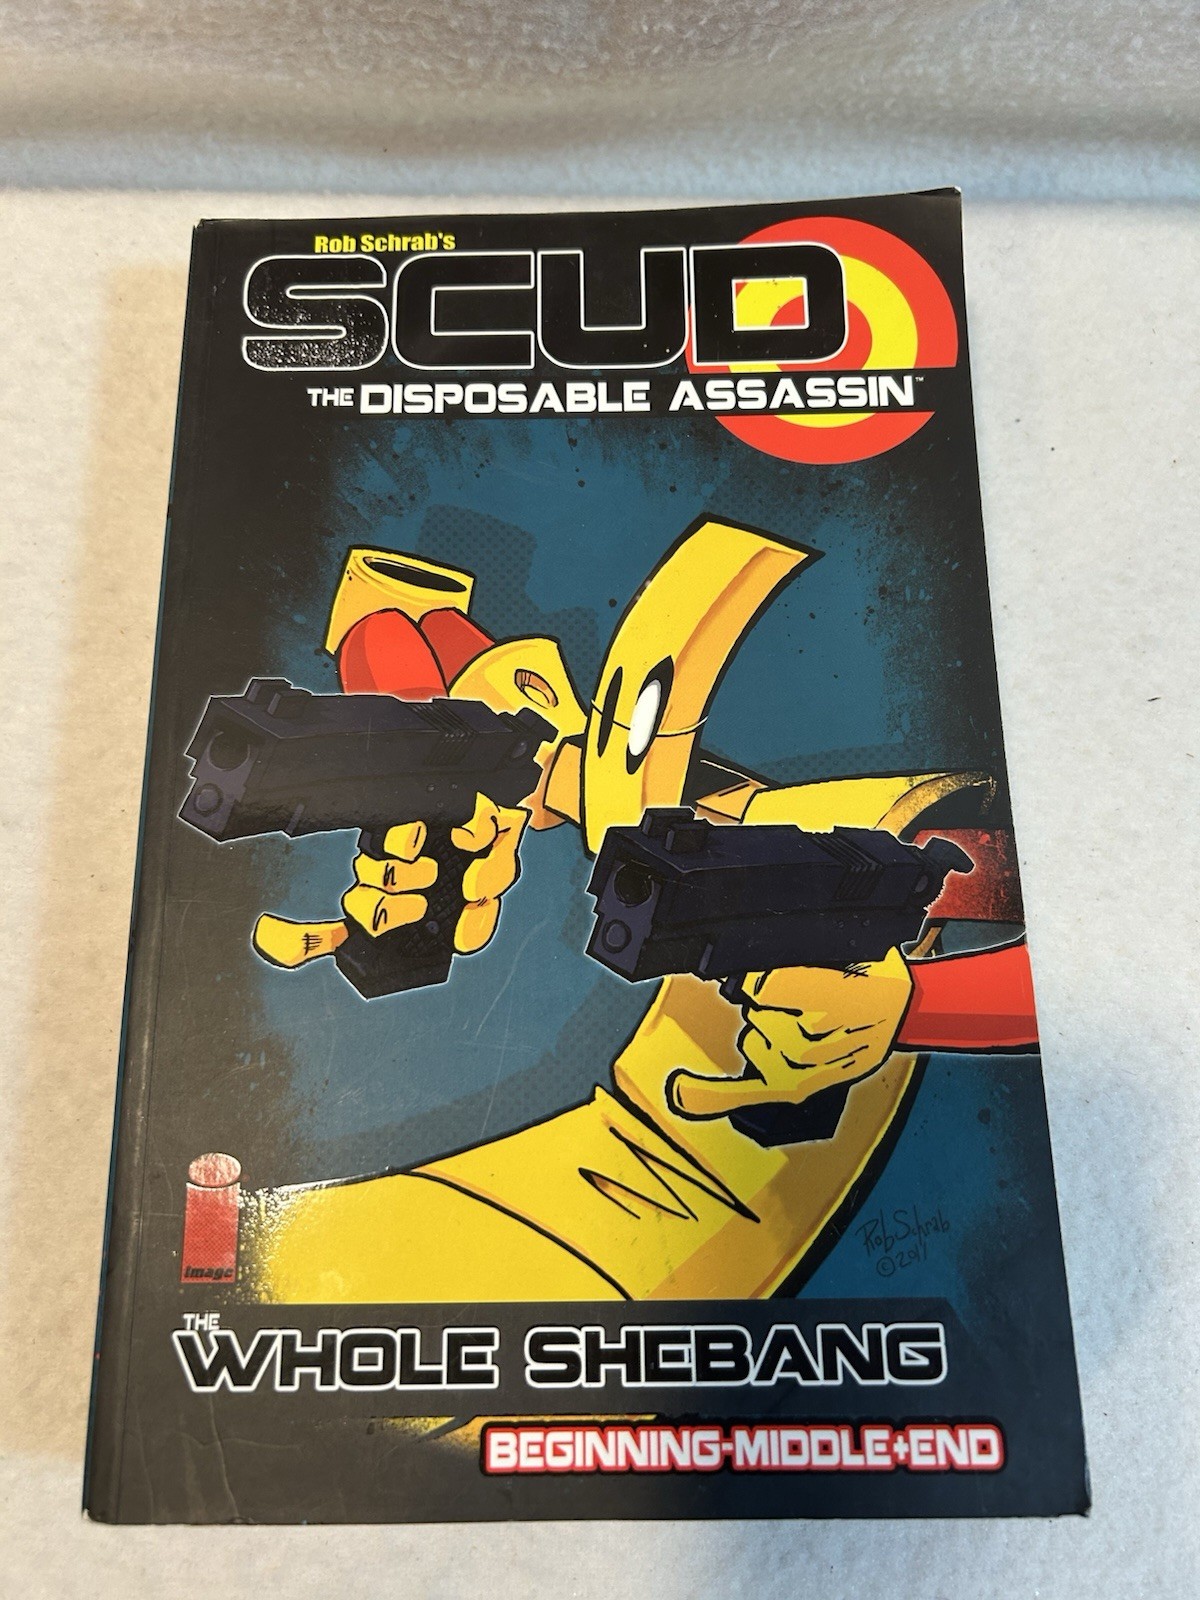 Rob Schrab's
SCUD
THE DISPOSABLE ASSASSIN™
Rob Schrab
©2011
image
THE
WHOLE SHEBANG
BEGINNING-MIDDLE+END